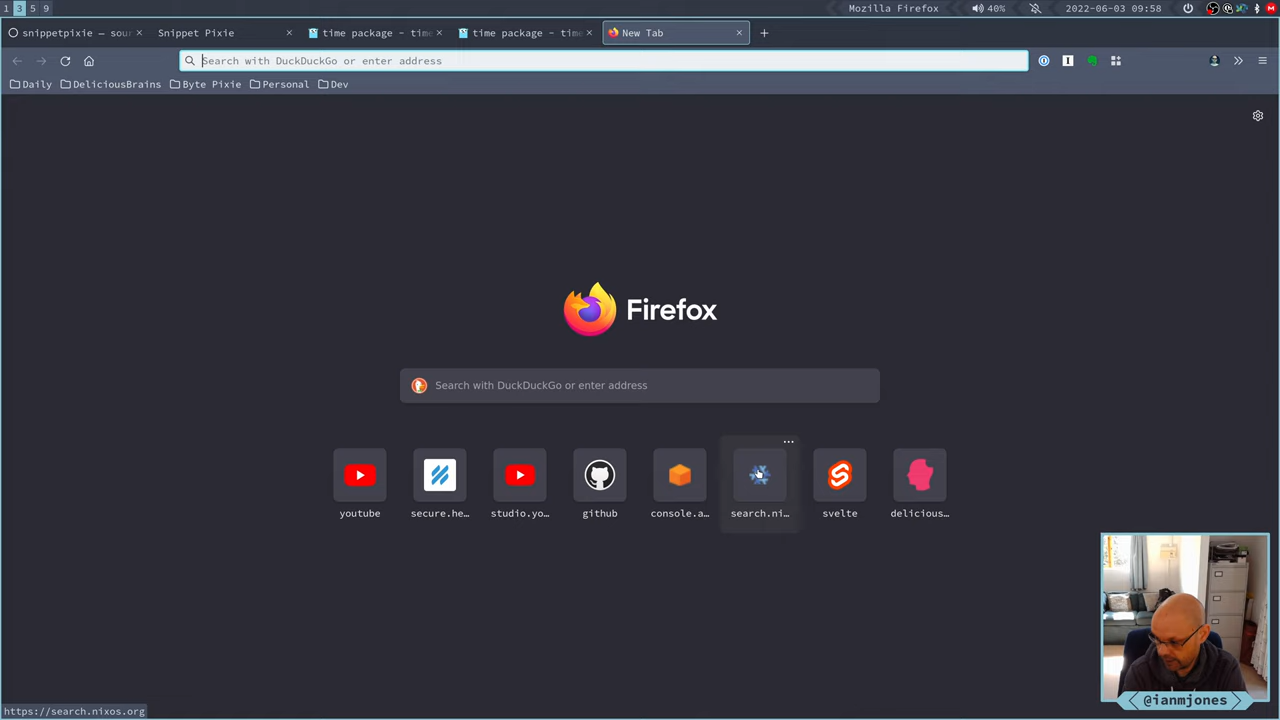 1 3 5 9
Mozilla Firefox
40%
2022-06-03 09:58
snippetpixie — sour
Snippet Pixie
time package - time
time package - time
New Tab
Search with DuckDuckGo or enter address
Daily
DeliciousBrains
Byte Pixie
Personal
Dev
Firefox
Search with DuckDuckGo or enter address
youtube
secure.he...
studio.yo...
github
console.a...
search.ni...
svelte
delicious...
https://search.nixos.org
@ianmjones